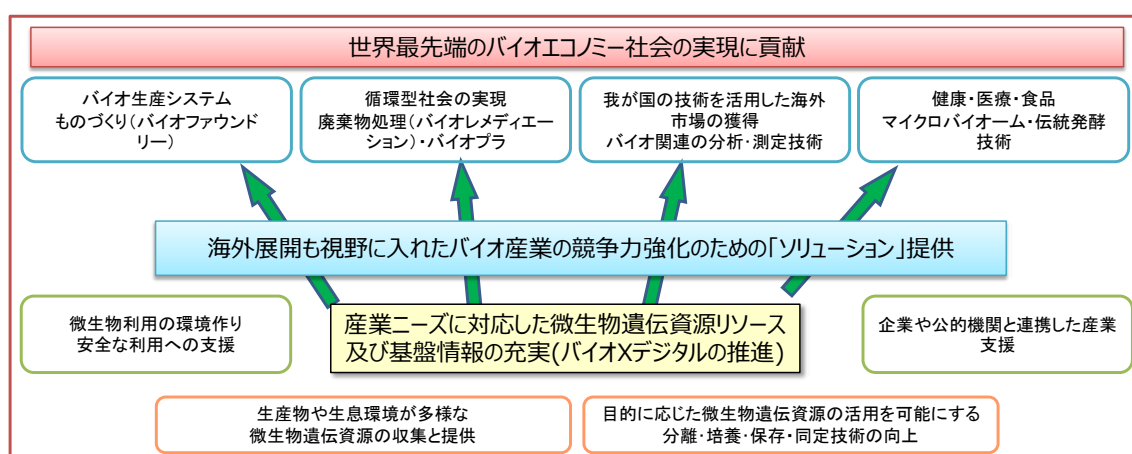 世界最先端のバイオエコノミー社会の実現に貢献
バイオ生産システム
ものづくり(バイオファウンド
リー)
循環型社会の実現
廃棄物処理(バイオレメディエー
ション)・バイオプラ
我が国の技術を活用した海外
市場の獲得
バイオ関連の分析・測定技術
健康・医療・食品
マイクロバイオーム・伝統発酵
技術
海外展開も視野に入れたバイオ産業の競争力強化のための「ソリューション」提供
微生物利用の環境作り
安全な利用への支援
産業ニーズに対応した微生物遺伝資源リソース
及び基盤情報の充実(バイオXデジタルの推進)
企業や公的機関と連携した産業
支援
生産物や生息環境が多様な
微生物遺伝資源の収集と提供
目的に応じた微生物遺伝資源の活用を可能にする
分離・培養・保存・同定技術の向上